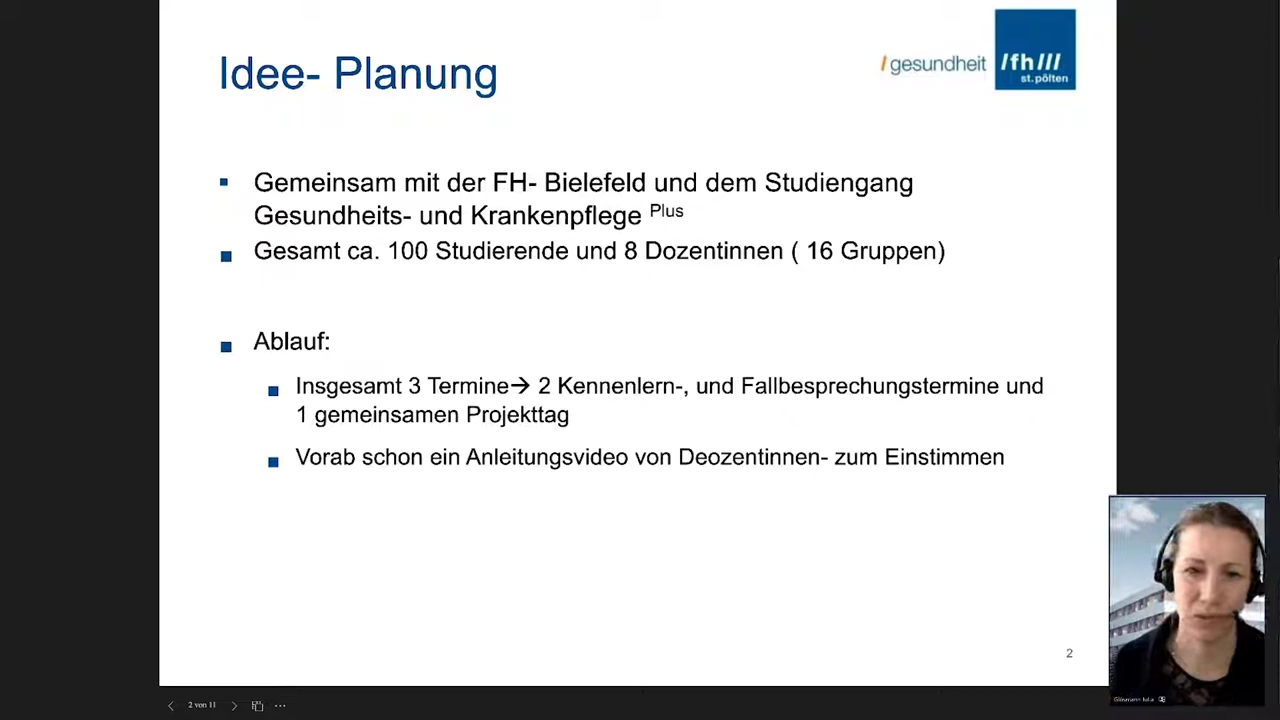 Idee- Planung
/ gesundheit
/fh///
st.pölten
Gemeinsam mit der FH- Bielefeld und dem Studiengang
Gesundheits- und Krankenpflege Plus
Gesamt ca. 100 Studierende und 8 Dozentinnen ( 16 Gruppen)
Ablauf:
Insgesamt 3 Termine→ 2 Kennenlern-, und Fallbesprechungstermine und
1 gemeinsamen Projekttag
Vorab schon ein Anleitungsvideo von Deozentinnen- zum Einstimmen
2
2 von 11